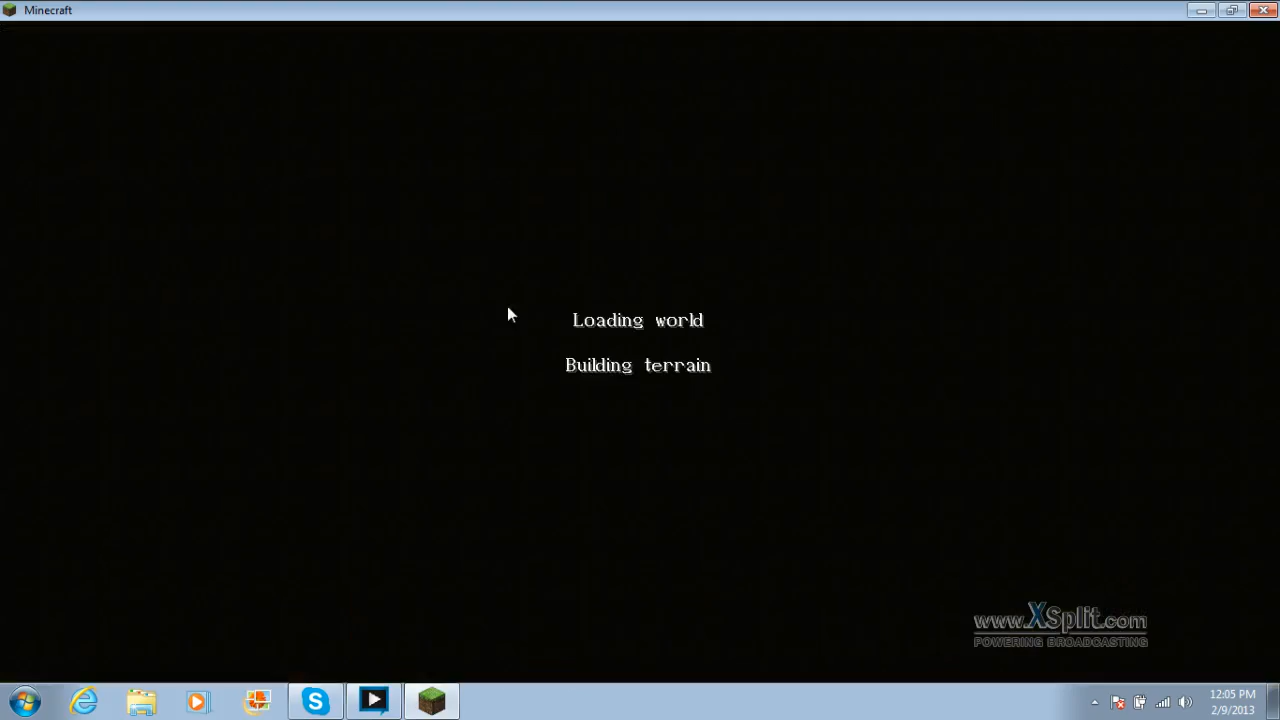 Minecraft
Loading world
Building terrain
www.XSplit.com
POWERING BROADCASTING
12:05 PM
2/9/2013